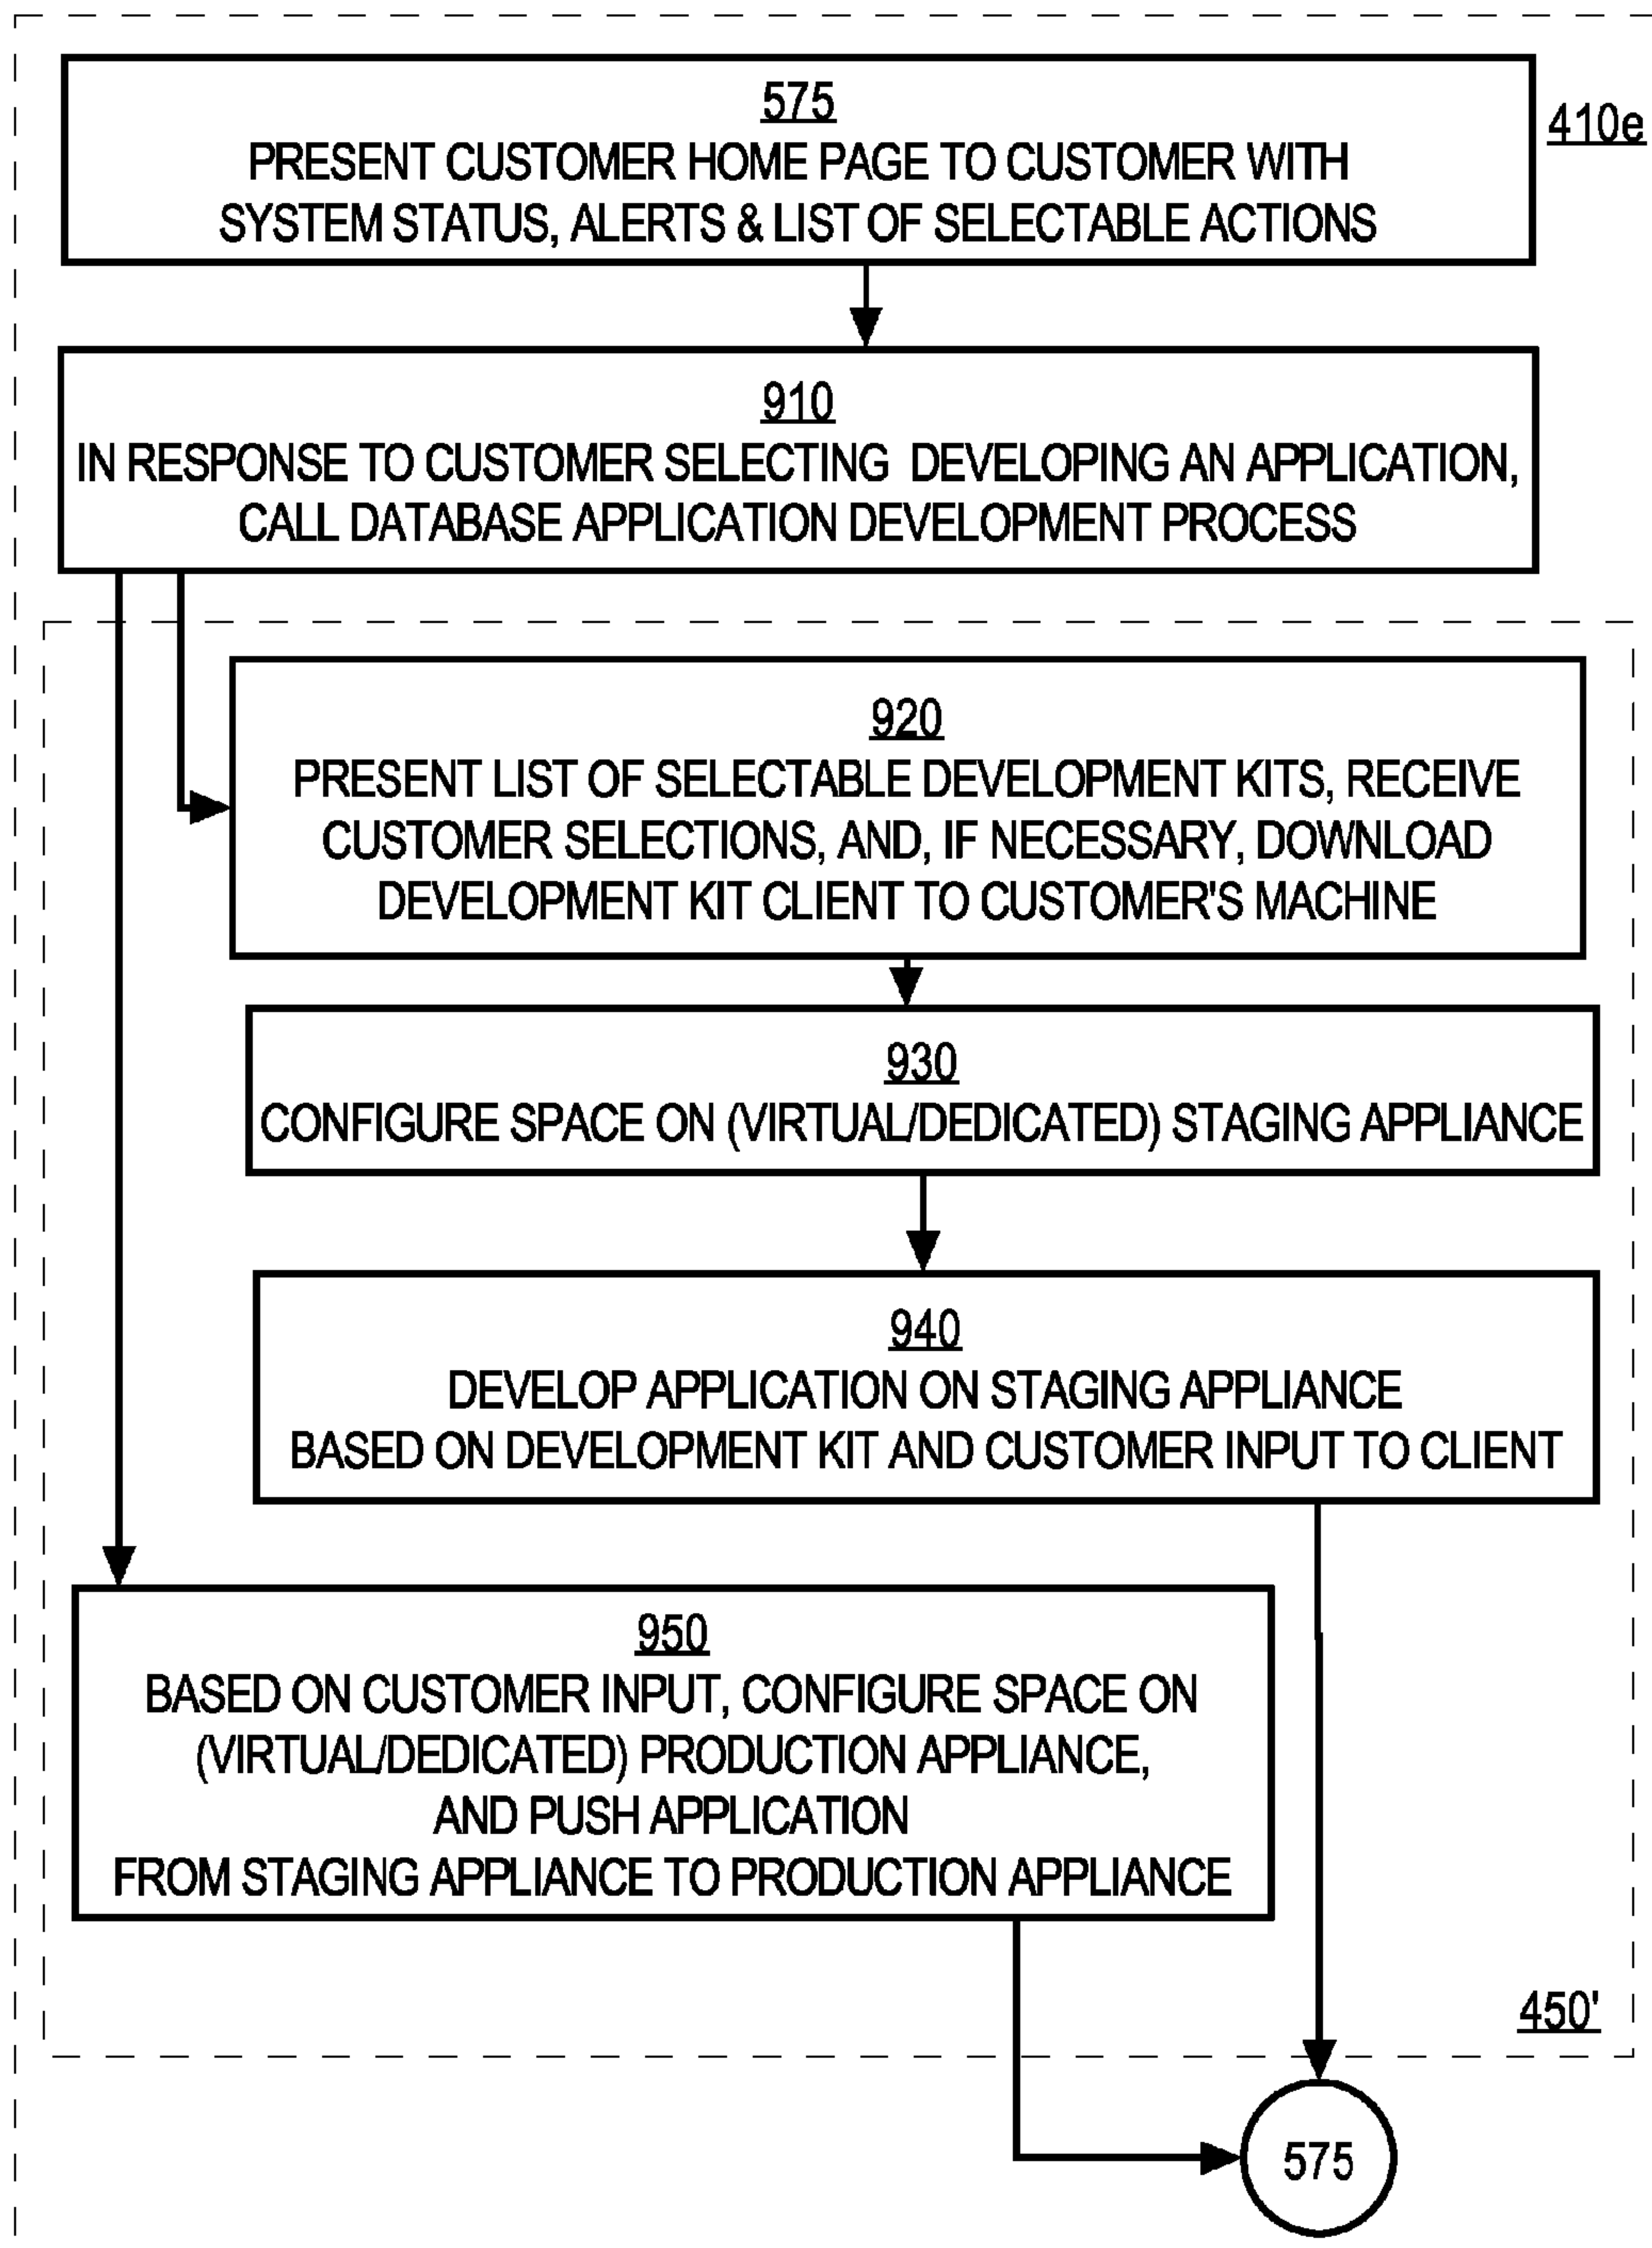 575
410e
PRESENT CUSTOMER HOME PAGE TO CUSTOMER WITH
SYSTEM STATUS, ALERTS & LIST OF SELECTABLE ACTIONS
910
IN RESPONSE TO CUSTOMER SELECTING DEVELOPING AN APPLICATION,
CALL DATABASE APPLICATION DEVELOPMENT PROCESS
920
PRESENT LIST OF SELECTABLE DEVELOPMENT KITS, RECEIVE
CUSTOMER SELECTIONS, AND, IF NECESSARY, DOWNLOAD
DEVELOPMENT KIT CLIENT TO CUSTOMER'S MACHINE
930
CONFIGURE SPACE ON (VIRTUAL/DEDICATED) STAGING APPLIANCE
940
DEVELOP APPLICATION ON STAGING APPLIANCE
BASED ON DEVELOPMENT KIT AND CUSTOMER INPUT TO CLIENT
950
BASED ON CUSTOMER INPUT, CONFIGURE SPACE ON
(VIRTUAL/DEDICATED) PRODUCTION APPLIANCE,
AND PUSH APPLICATION
FROM STAGING APPLIANCE TO PRODUCTION APPLIANCE
450'
575